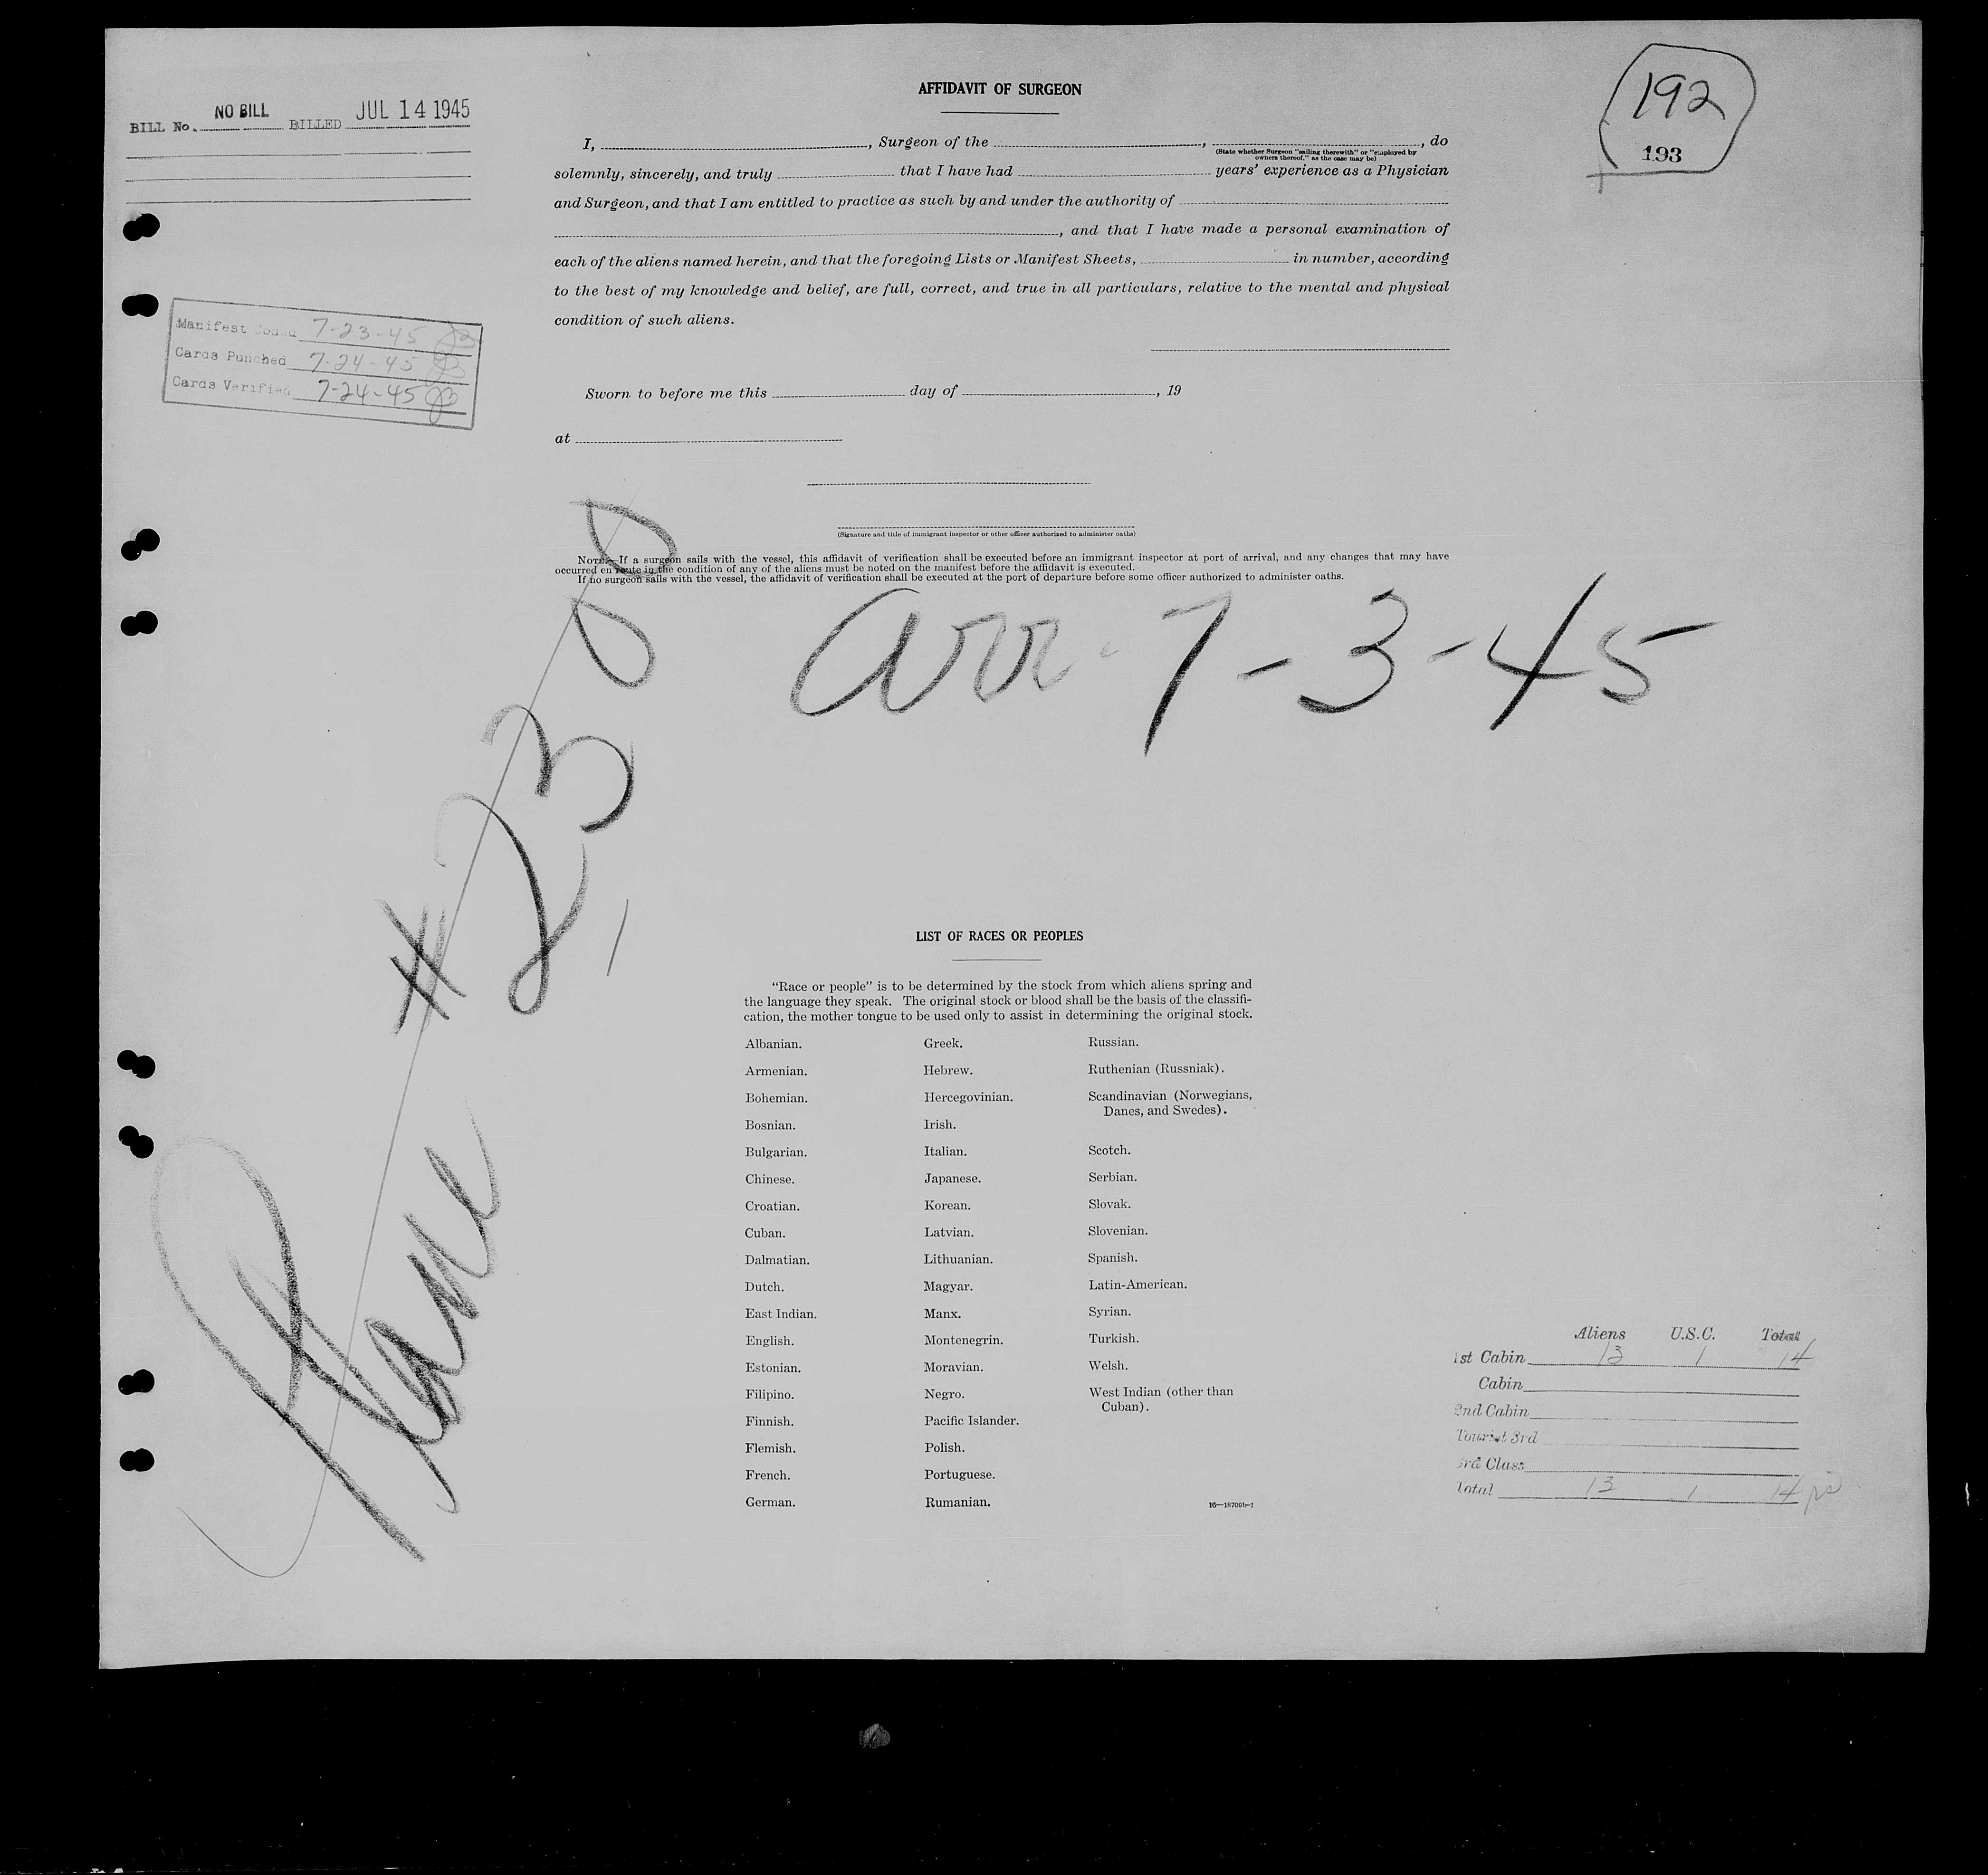 AFFIDAVIT OF SURGEON
192
193
BILL No. NO BILL BILLED JUL 14 1945
I, , Surgeon of the , , do
(State whether Surgeon "sailing therewith" or "employed by
owners thereof," as the case may be)
solemnly, sincerely, and truly that I have had years' experience as a Physician
and Surgeon, and that I am entitled to practice as such by and under the authority of
, and that I have made a personal examination of
each of the aliens named herein, and that the foregoing Lists or Manifest Sheets, in number, according
to the best of my knowledge and belief, are full, correct, and true in all particulars, relative to the mental and physical
condition of such aliens.
Manifest 7-23-45
Cards Punched 7-24-45
Cards Verified 7-24-45
Sworn to before me this day of , 19
at
(Signature and title of immigrant inspector or other officer authorized to administer oaths)
NOTE.—If a surgeon sails with the vessel, this affidavit of verification shall be executed before an immigrant inspector at port of arrival, and any changes that may have
occurred en route in the condition of any of the aliens must be noted on the manifest before the affidavit is executed.
If no surgeon sails with the vessel, the affidavit of verification shall be executed at the port of departure before some officer authorized to administer oaths.
arr - 7-3-45
Plane #2300
LIST OF RACES OR PEOPLES
"Race or people" is to be determined by the stock from which aliens spring and
the language they speak. The original stock or blood shall be the basis of the classifi-
cation, the mother tongue to be used only to assist in determining the original stock.
Albanian.
Armenian.
Bohemian.
Bosnian.
Bulgarian.
Chinese.
Croatian.
Cuban.
Dalmatian.
Dutch.
East Indian.
English.
Estonian.
Filipino.
Finnish.
Flemish.
French.
German.
Greek.
Hebrew.
Hercegovinian.
Irish.
Italian.
Japanese.
Korean.
Latvian.
Lithuanian.
Magyar.
Manx.
Montenegrin.
Moravian.
Negro.
Pacific Islander.
Polish.
Portuguese.
Rumanian.
Russian.
Ruthenian (Russniak).
Scandinavian (Norwegians,
Danes, and Swedes).
Scotch.
Serbian.
Slovak.
Slovenian.
Spanish.
Latin-American.
Syrian.
Turkish.
Welsh.
West Indian (other than
Cuban).
Aliens U.S.C. Total
1st Cabin 13 1 14
Cabin
2nd Cabin
Tourist 3rd
3rd Class
Total 13 1 14